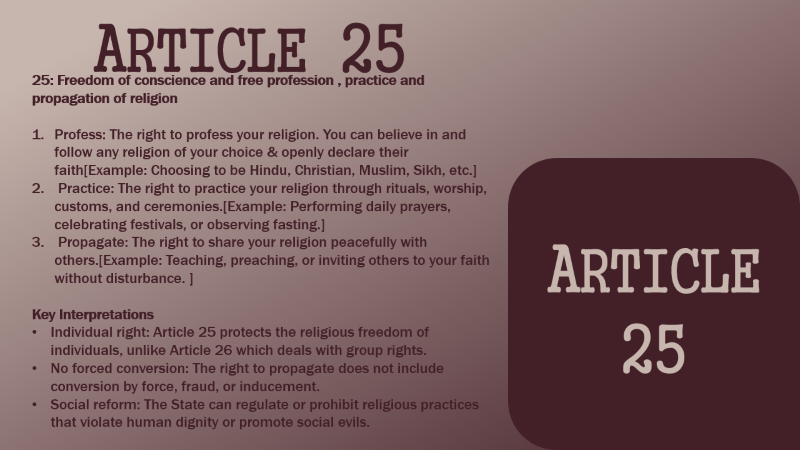 ARTICLE 25
25: Freedom of conscience and free profession , practice and
propagation of religion
1. Profess: The right to profess your religion. You can believe in and
follow any religion of your choice & openly declare their
faith[Example: Choosing to be Hindu, Christian, Muslim, Sikh, etc.]
2. Practice: The right to practice your religion through rituals, worship,
customs, and ceremonies.[Example: Performing daily prayers,
celebrating festivals, or observing fasting.]
3. Propagate: The right to share your religion peacefully with
others.[Example: Teaching, preaching, or inviting others to your faith
without disturbance. ]
Key Interpretations
• Individual right: Article 25 protects the religious freedom of
individuals, unlike Article 26 which deals with group rights.
• No forced conversion: The right to propagate does not include
conversion by force, fraud, or inducement.
• Social reform: The State can regulate or prohibit religious practices
that violate human dignity or promote social evils.
ARTICLE
25